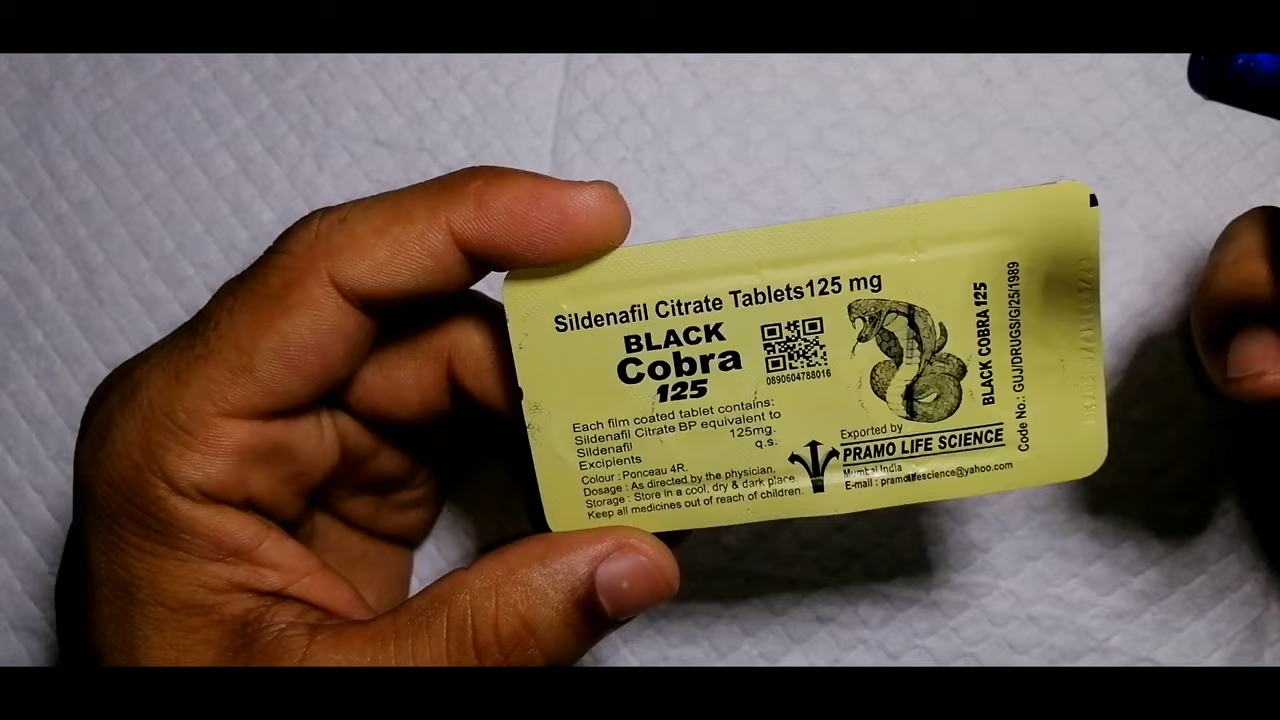 Sildenafil Citrate Tablets125 mg
BLACK
Cobra
125
0890604788016
Each film coated tablet contains:
Sildenafil Citrate BP equivalent to
Sildenafil 125mg.
Excipients q.s.
Colour : Ponceau 4R.
Dosage : As directed by the physician.
Storage : Store in a cool, dry & dark place.
Keep all medicines out of reach of children.
Exported by
PRAMO LIFE SCIENCE
Mumbai India
E-mail : pramolifescience@yahoo.com
BLACK COBRA 125
Code No.: GUJ/DRUGS/G/25/1989